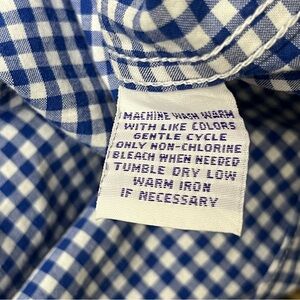 MACHINE WASH WARM
WITH LIKE COLORS
GENTLE CYCLE
ONLY NON-CHLORINE
BLEACH WHEN NEEDED
TUMBLE DRY LOW
WARM IRON
IF NECESSARY